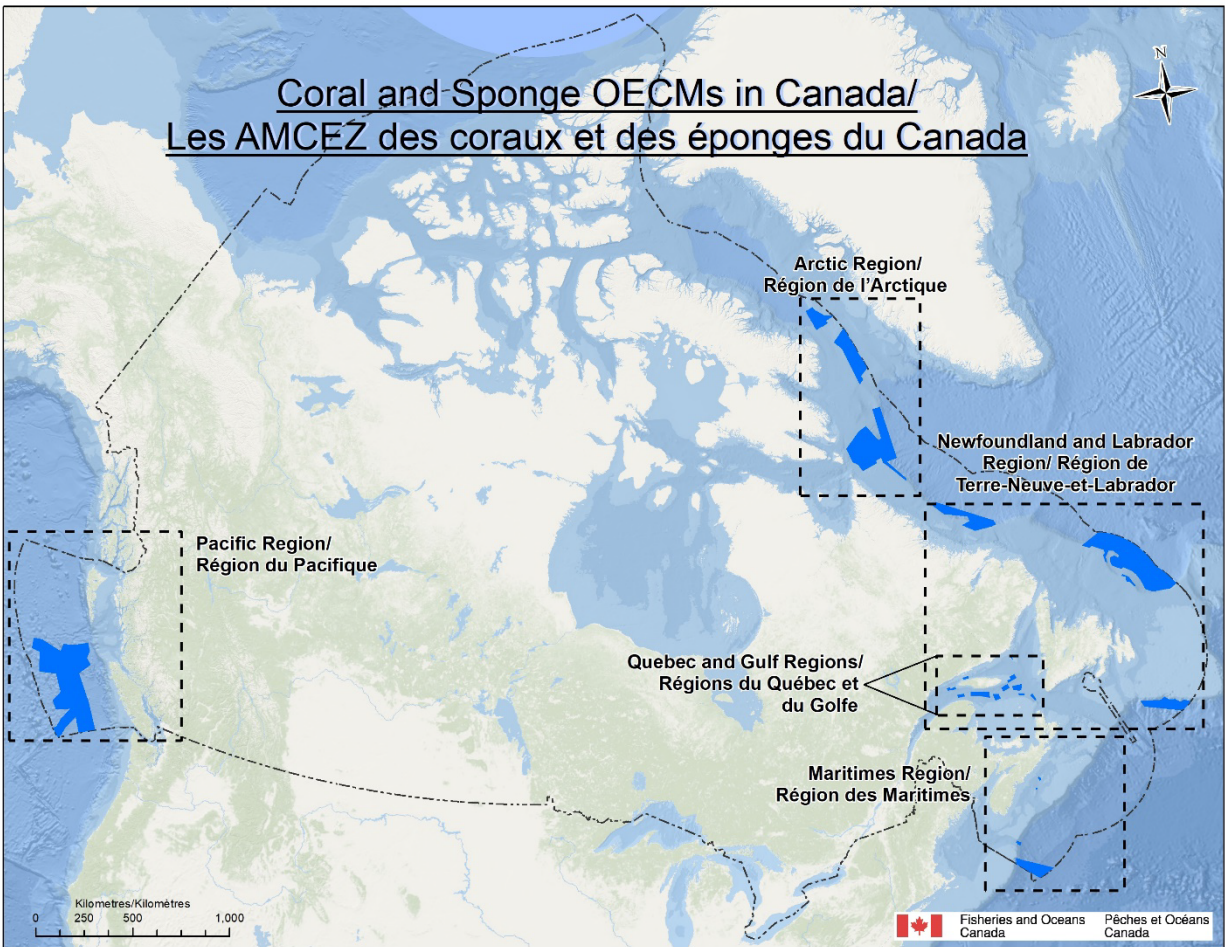 Coral and Sponge OECMs in Canada/
Les AMCEZ des coraux et des éponges du Canada
N
Arctic Region/
Région de l'Arctique
Newfoundland and Labrador
Region/ Région de
Terre-Neuve-et-Labrador
Pacific Region/
Région du Pacifique
Quebec and Gulf Regions/
Régions du Québec et
du Golfe
Maritimes Region/
Région des Maritimes
Kilometres/Kilomètres
0 250 500 1,000
Fisheries and Oceans
Canada
Pêches et Océans
Canada